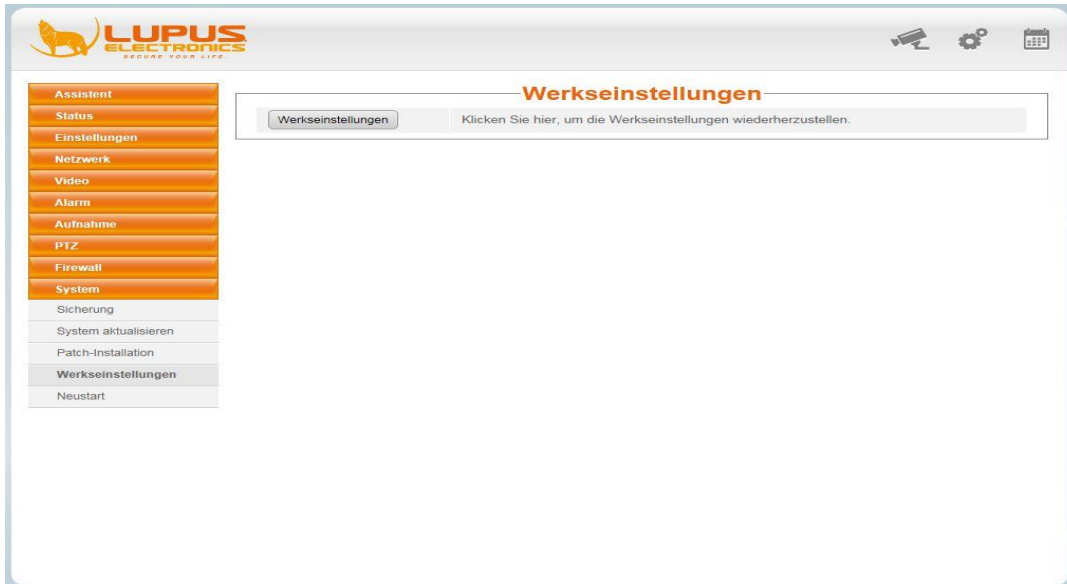 LUPUS
ELECTRONICS
SECURE YOUR LIFE.
Assistent
Status
Einstellungen
Netzwerk
Video
Alarm
Aufnahme
PTZ
Firewall
System
Sicherung
System aktualisieren
Patch-Installation
Werkseinstellungen
Neustart
Werkseinstellungen
Werkseinstellungen Klicken Sie hier, um die Werkseinstellungen wiederherzustellen.